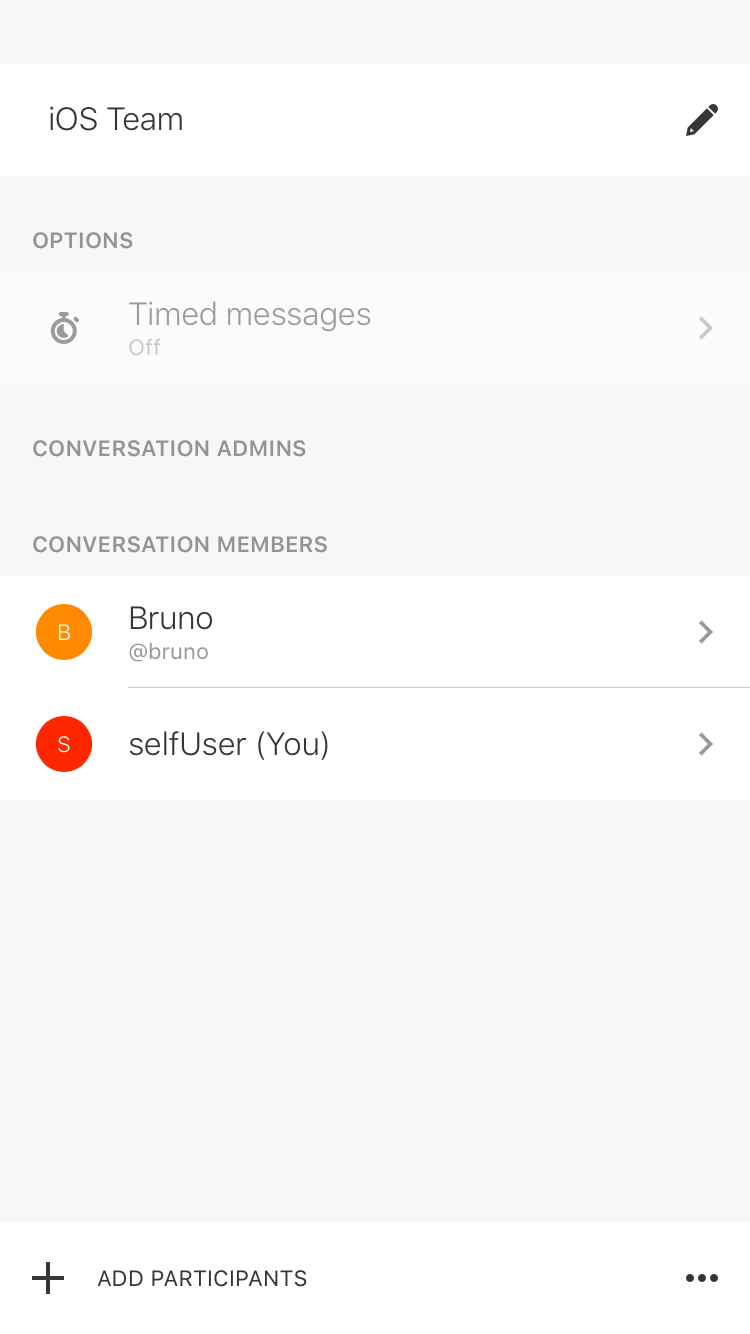 iOS Team
OPTIONS
Timed messages
Off
CONVERSATION ADMINS
CONVERSATION MEMBERS
B
Bruno
@bruno
S
selfUser (You)
ADD PARTICIPANTS